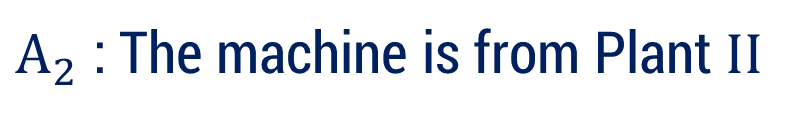 A₂ : The machine is from Plant II